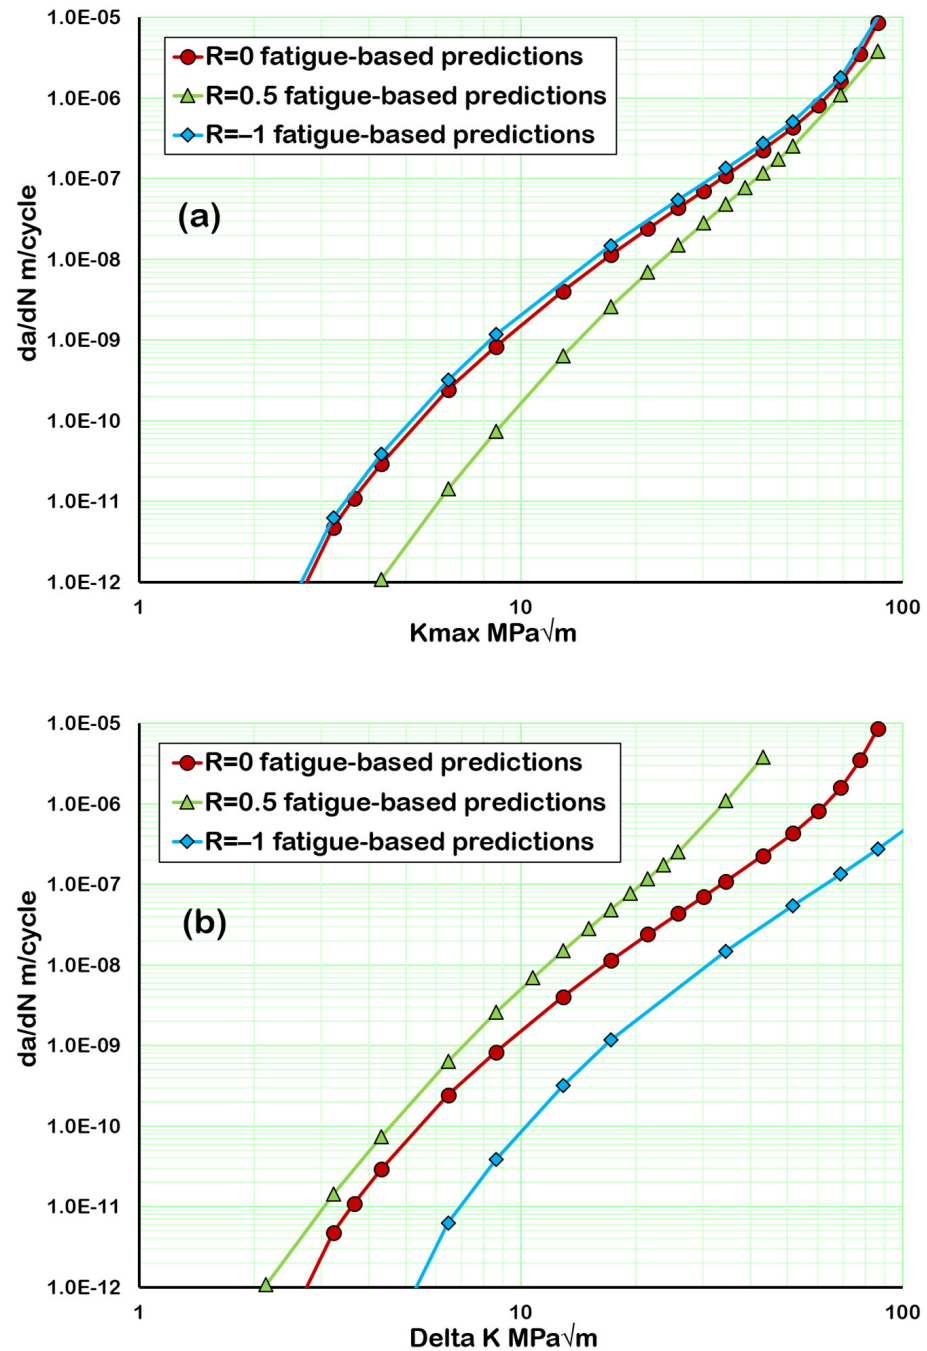 1.0E-05
R=0 fatigue-based predictions
R=0.5 fatigue-based predictions
R=–1 fatigue-based predictions
1.0E-06
1.0E-07
(a)
1.0E-08
1.0E-09
1.0E-10
1.0E-11
1.0E-12
da/dN m/cycle
1 10 100
Kmax MPa√m
1.0E-05
R=0 fatigue-based predictions
R=0.5 fatigue-based predictions
R=–1 fatigue-based predictions
1.0E-06
1.0E-07
(b)
1.0E-08
1.0E-09
1.0E-10
1.0E-11
1.0E-12
da/dN m/cycle
1 10 100
Delta K MPa√m